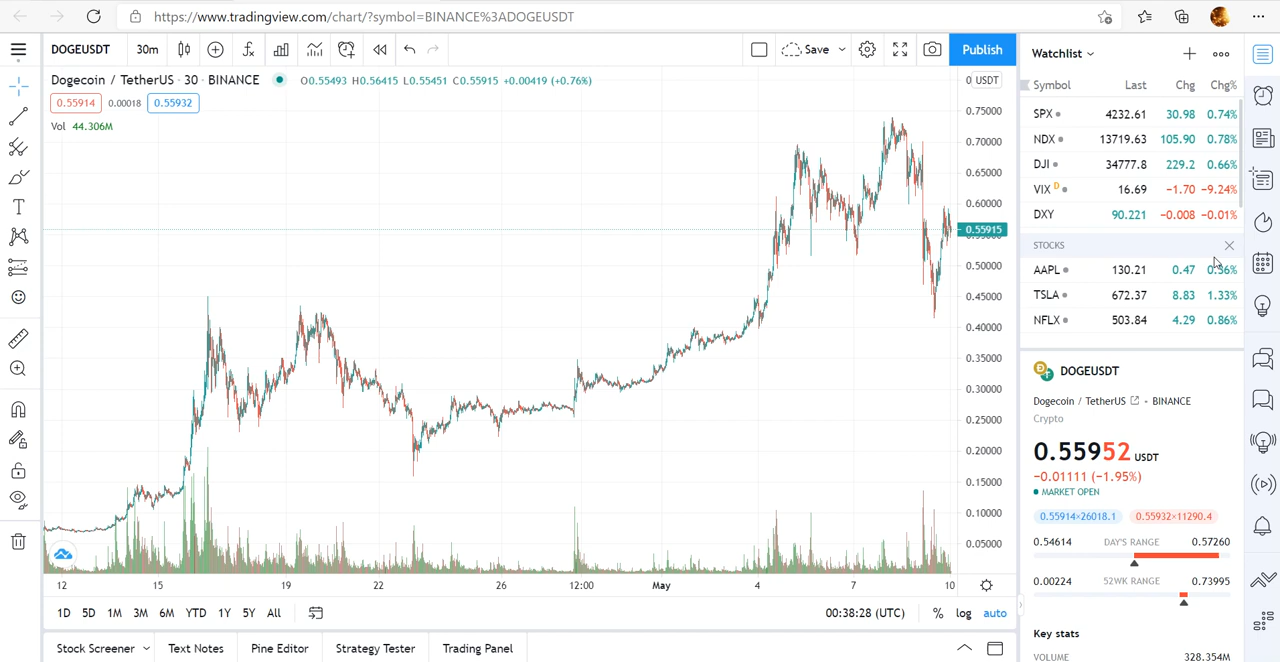 https://www.tradingview.com/chart/?symbol=BINANCE%3ADOGEUSDT
DOGEUSDT 30m Save Publish
Dogecoin / TetherUS · 30 · BINANCE O0.55493 H0.56415 L0.55451 C0.55915 +0.00419 (+0.76%)
0.55914 0.00018 0.55932
Vol 44.306M
0 USDT
0.75000
0.70000
0.65000
0.60000
0.55915
0.50000
0.45000
0.40000
0.35000
0.30000
0.25000
0.20000
0.15000
0.10000
0.05000
12 15 19 22 26 12:00 May 4 7 10
1D 5D 1M 3M 6M YTD 1Y 5Y All 00:38:28 (UTC) % log auto
Stock Screener Text Notes Pine Editor Strategy Tester Trading Panel
Watchlist
Symbol Last Chg Chg%
SPX 4232.61 30.98 0.74%
NDX 13719.63 105.90 0.78%
DJI 34777.8 229.2 0.66%
VIX D 16.69 −1.70 −9.24%
DXY 90.221 −0.008 −0.01%
STOCKS
AAPL 130.21 0.47 0.36%
TSLA 672.37 8.83 1.33%
NFLX 503.84 4.29 0.86%
DOGEUSDT
Dogecoin / TetherUS • BINANCE
Crypto
0.55952 USDT
−0.01111 (−1.95%)
MARKET OPEN
0.55914×26018.1 0.55932×11290.4
0.54614 DAY'S RANGE 0.57260
0.00224 52WK RANGE 0.73995
Key stats
VOLUME 328.354M